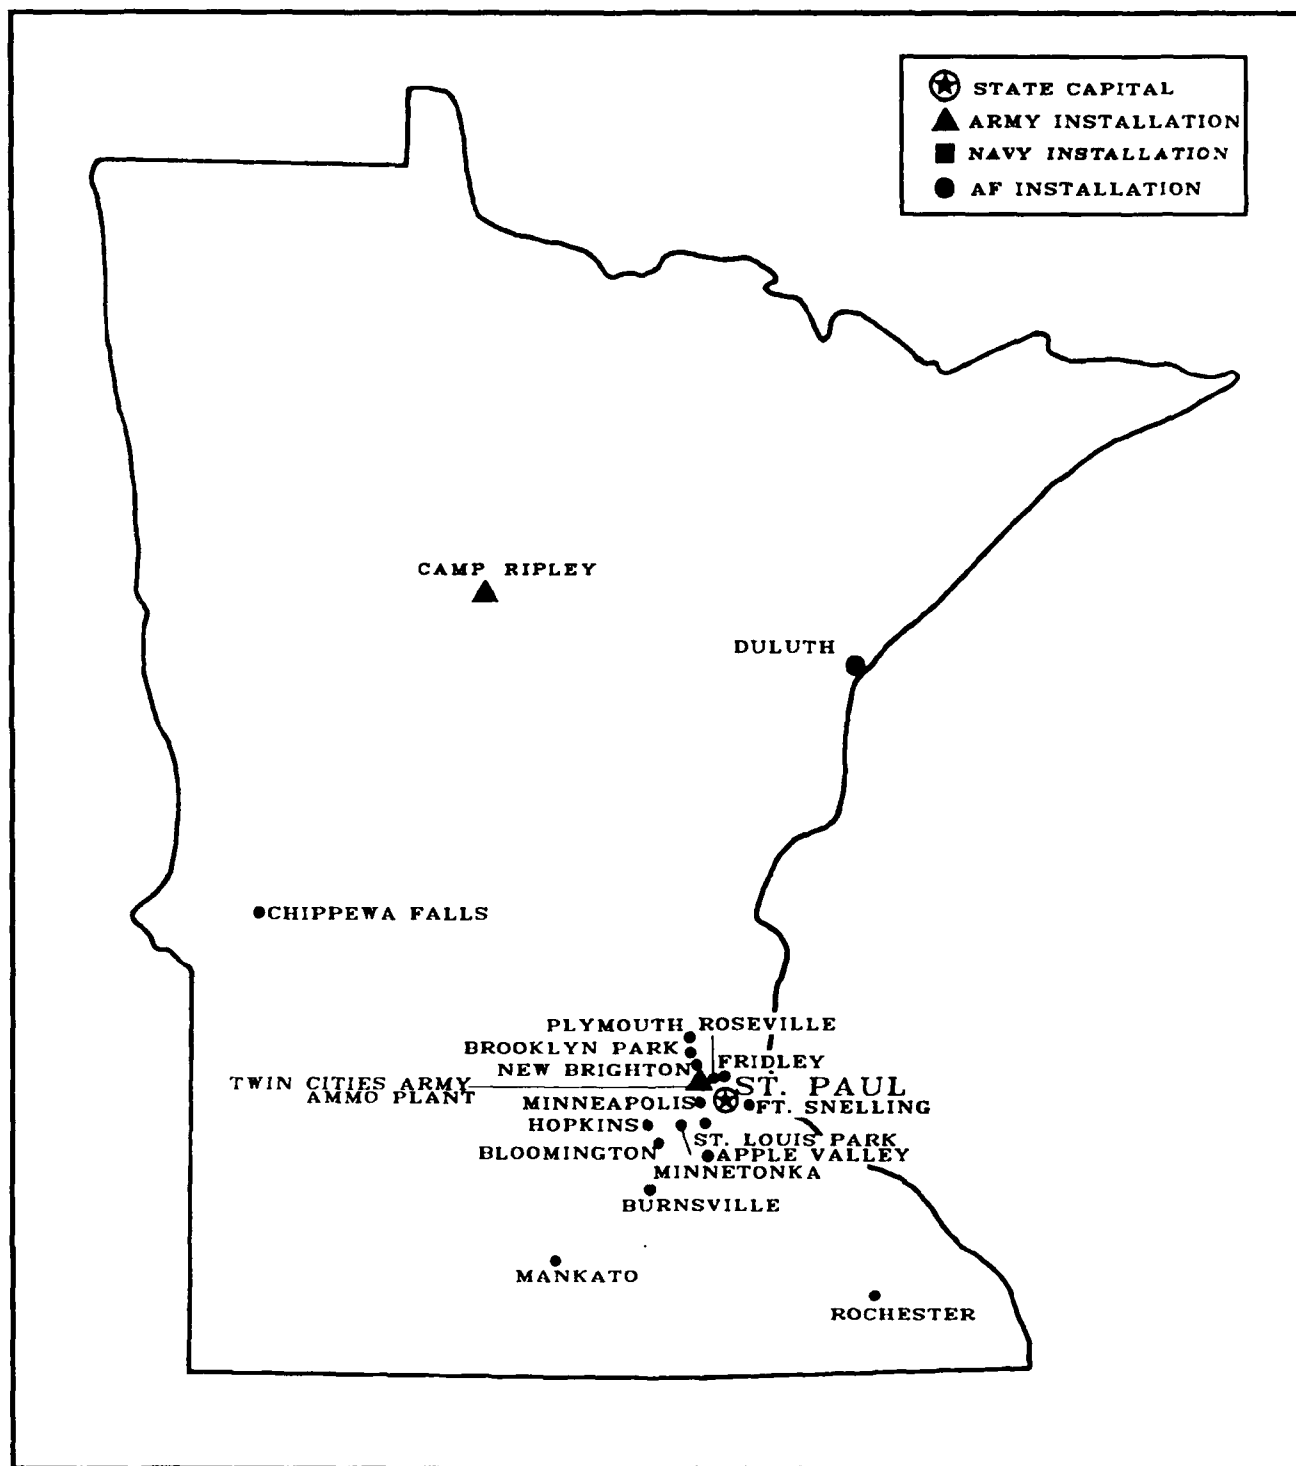 STATE CAPITAL
ARMY INSTALLATION
NAVY INSTALLATION
AF INSTALLATION
CAMP RIPLEY
DULUTH
CHIPPEWA FALLS
PLYMOUTH ROSEVILLE
BROOKLYN PARK
FRIDLEY
NEW BRIGHTON
TWIN CITIES ARMY
AMMO PLANT
ST. PAUL
MINNEAPOLIS
FT. SNELLING
HOPKINS
ST. LOUIS PARK
BLOOMINGTON
APPLE VALLEY
MINNETONKA
BURNSVILLE
MANKATO
ROCHESTER